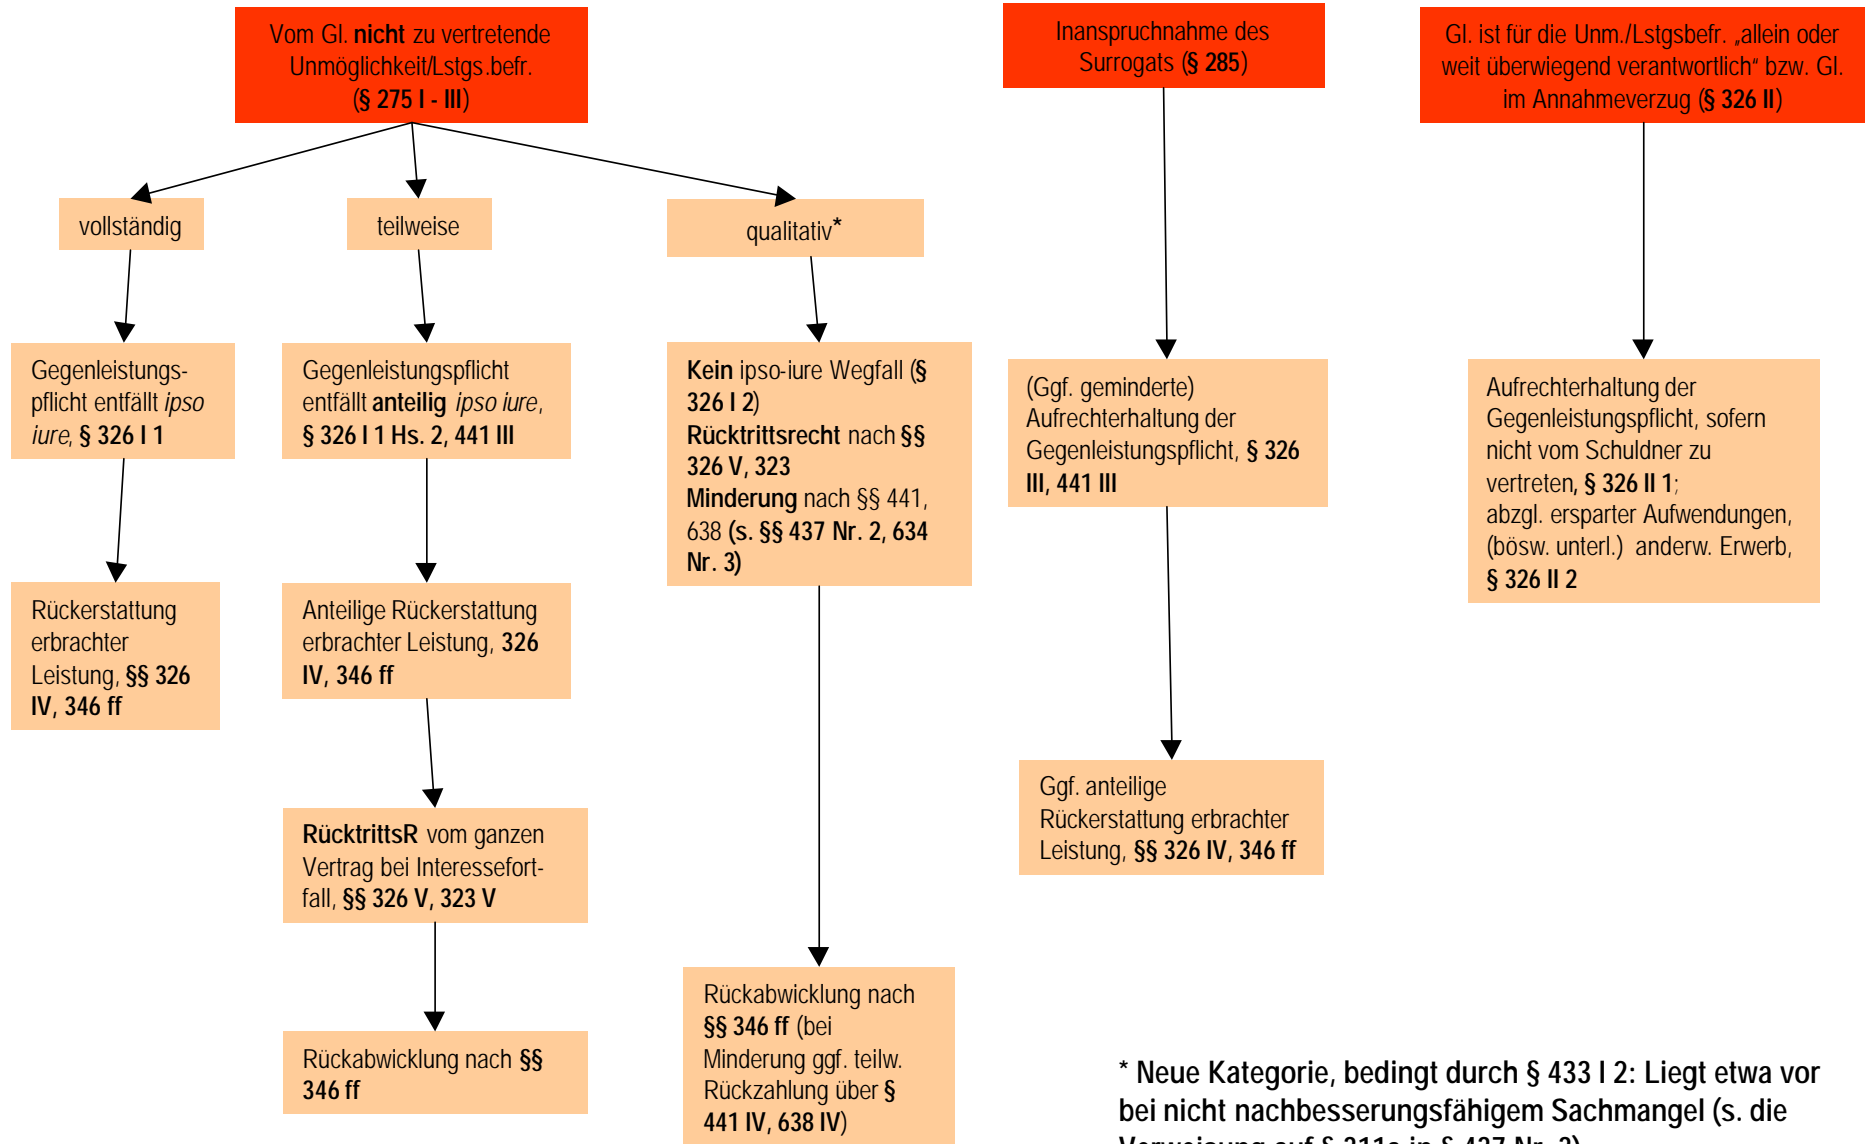 Vom Gl. nicht zu vertretende
Unmöglichkeit/Lstgs.befr.
(§ 275 I - III)
vollständig
teilweise
qualitativ*
Gegenleistungs-
pflicht entfällt ipso
iure, § 326 I 1
Gegenleistungspflicht
entfällt anteilig ipso iure,
§ 326 I 1 Hs. 2, 441 III
Kein ipso-iure Wegfall (§
326 I 2)
Rücktrittsrecht nach §§
326 V, 323
Minderung nach §§ 441,
638 (s. §§ 437 Nr. 2, 634
Nr. 3)
Rückerstattung
erbrachter
Leistung, §§ 326
IV, 346 ff
Anteilige Rückerstattung
erbrachter Leistung, 326
IV, 346 ff
RücktrittsR vom ganzen
Vertrag bei Interessefort-
fall, §§ 326 V, 323 V
Rückabwicklung nach §§
346 ff
Rückabwicklung nach
§§ 346 ff (bei
Minderung ggf. teilw.
Rückzahlung über §
441 IV, 638 IV)
Inanspruchnahme des
Surrogats (§ 285)
(Ggf. geminderte)
Aufrechterhaltung der
Gegenleistungspflicht, § 326
III, 441 III
Ggf. anteilige
Rückerstattung erbrachter
Leistung, §§ 326 IV, 346 ff
Gl. ist für die Unm./Lstgsbefr. „allein oder
weit überwiegend verantwortlich“ bzw. Gl.
im Annahmeverzug (§ 326 II)
Aufrechterhaltung der
Gegenleistungspflicht, sofern
nicht vom Schuldner zu
vertreten, § 326 II 1;
abzgl. ersparter Aufwendungen,
(bösw. unterl.) anderw. Erwerb,
§ 326 II 2
* Neue Kategorie, bedingt durch § 433 I 2: Liegt etwa vor
bei nicht nachbesserungsfähigem Sachmangel (s. die
Verweisung auf § 311a in § 437 Nr. 3)